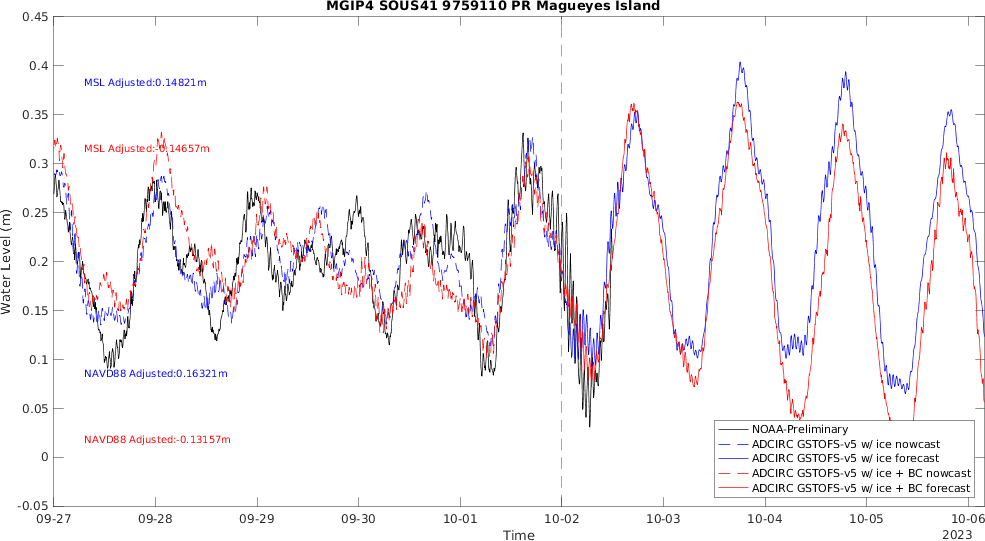 MGIP4 SOUS41 9759110 PR Magueyes Island
0.45
0.4
0.35
0.3
0.25
0.2
0.15
0.1
0.05
0
-0.05
Water Level (m)
MSL Adjusted:0.14821m
MSL Adjusted:-0.14657m
NAVD88 Adjusted:0.16321m
NAVD88 Adjusted:-0.13157m
NOAA-Preliminary
ADCIRC GSTOFS-v5 w/ ice nowcast
ADCIRC GSTOFS-v5 w/ ice forecast
ADCIRC GSTOFS-v5 w/ ice + BC nowcast
ADCIRC GSTOFS-v5 w/ ice + BC forecast
09-27 09-28 09-29 09-30 10-01 10-02 10-03 10-04 10-05 10-06
Time
2023